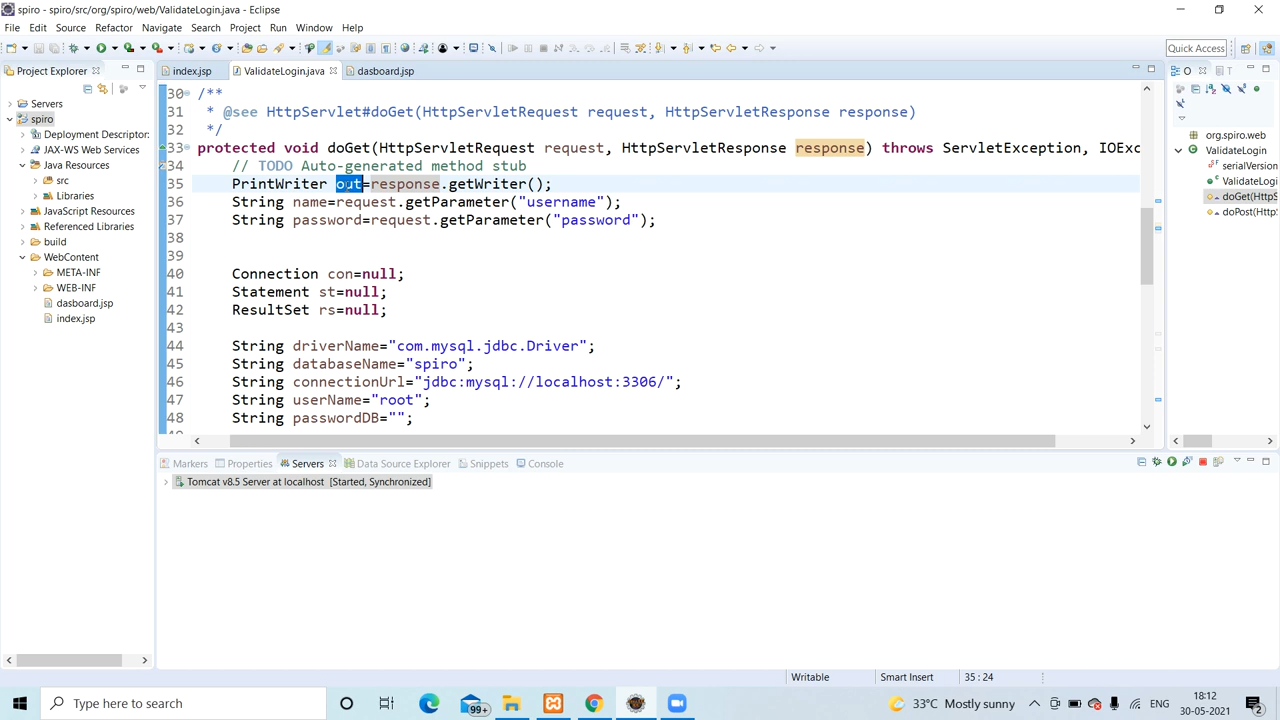 spiro - spiro/src/org/spiro/web/ValidateLogin.java - Eclipse
File Edit Source Refactor Navigate Search Project Run Window Help
Quick Access
Project Explorer
index.jsp
ValidateLogin.java
dasboard.jsp
O
T
Servers
spiro
Deployment Descriptor:
JAX-WS Web Services
Java Resources
src
Libraries
JavaScript Resources
Referenced Libraries
build
WebContent
META-INF
WEB-INF
dasboard.jsp
index.jsp
30 /**
31 * @see HttpServlet#doGet(HttpServletRequest request, HttpServletResponse response)
32 */
33 protected void doGet(HttpServletRequest request, HttpServletResponse response) throws ServletException, IOExc
34 // TODO Auto-generated method stub
35 PrintWriter out=response.getWriter();
36 String name=request.getParameter("username");
37 String password=request.getParameter("password");
38
39
40 Connection con=null;
41 Statement st=null;
42 ResultSet rs=null;
43
44 String driverName="com.mysql.jdbc.Driver";
45 String databaseName="spiro";
46 String connectionUrl="jdbc:mysql://localhost:3306/";
47 String userName="root";
48 String passwordDB="";
org.spiro.web
ValidateLogin
serialVersion
ValidateLogi
doGet(HttpS
doPost(Http:
Markers
Properties
Servers
Data Source Explorer
Snippets
Console
Tomcat v8.5 Server at localhost [Started, Synchronized]
Writable
Smart Insert
35 : 24
Type here to search
99+
33°C Mostly sunny
ENG
18:12
30-05-2021
2